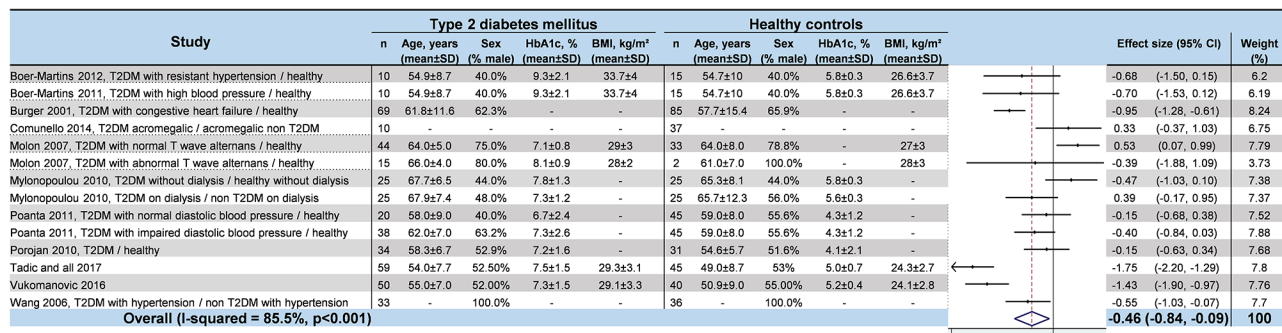 Type 2 diabetes mellitus Healthy controls
Study n Age, years (mean±SD) Sex (% male) HbA1c, % (mean±SD) BMI, kg/m² (mean±SD) n Age, years (mean±SD) Sex (% male) HbA1c, % (mean±SD) BMI, kg/m² (mean±SD) Effect size (95% CI) Weight (%)
Boer-Martins 2012, T2DM with resistant hypertension / healthy 10 54.9±8.7 40.0% 9.3±2.1 33.7±4 15 54.7±10 40.0% 5.8±0.3 26.6±3.7 -0.68 (-1.50, 0.15) 6.2
Boer-Martins 2011, T2DM with high blood pressure / healthy 10 54.9±8.7 40.0% 9.3±2.1 33.7±4 15 54.7±10 40.0% 5.8±0.3 26.6±3.7 -0.70 (-1.53, 0.12) 6.19
Burger 2001, T2DM with congestive heart failure / healthy 69 61.8±11.6 62.3% - - 85 57.7±15.4 65.9% - - -0.95 (-1.28, -0.61) 8.24
Comunello 2014, T2DM acromegalic / acromegalic non T2DM 10 - - - - 37 - - - - 0.33 (-0.37, 1.03) 6.75
Molon 2007, T2DM with normal T wave alternans / healthy 44 64.0±5.0 75.0% 7.1±0.8 29±3 33 64.0±8.0 78.8% - 27±3 0.53 (0.07, 0.99) 7.79
Molon 2007, T2DM with abnormal T wave alternans / healthy 15 66.0±4.0 80.0% 8.1±0.9 28±2 2 61.0±7.0 100.0% - 28±3 -0.39 (-1.88, 1.09) 3.73
Mylonopoulou 2010, T2DM without dialysis / healthy without dialysis 25 67.7±6.5 44.0% 7.8±1.3 - 25 65.3±8.1 44.0% 5.8±0.3 - -0.47 (-1.03, 0.10) 7.38
Mylonopoulou 2010, T2DM on dialysis / non T2DM on dialysis 25 67.9±7.4 48.0% 7.3±1.2 - 25 65.7±12.3 56.0% 5.6±0.3 - 0.39 (-0.17, 0.95) 7.37
Poanta 2011, T2DM with normal diastolic blood pressure / healthy 20 58.0±9.0 40.0% 6.7±2.4 - 45 59.0±8.0 55.6% 4.3±1.2 - -0.15 (-0.68, 0.38) 7.52
Poanta 2011, T2DM with impaired diastolic blood pressure / healthy 38 62.0±7.0 63.2% 7.3±2.6 - 45 59.0±8.0 55.6% 4.3±1.2 - -0.40 (-0.84, 0.03) 7.88
Porojan 2010, T2DM / healthy 34 58.3±6.7 52.9% 7.2±1.6 - 31 54.6±5.7 51.6% 4.1±2.1 - -0.15 (-0.63, 0.34) 7.68
Tadic and all 2017 59 54.0±7.7 52.50% 7.5±1.5 29.3±3.1 45 49.0±8.7 53% 5.0±0.7 24.3±2.7 -1.75 (-2.20, -1.29) 7.8
Vukomanovic 2016 50 55.0±7.0 52.00% 7.3±1.5 29.1±3.3 40 50.9±9.0 55.00% 5.2±0.4 24.1±2.8 -1.43 (-1.90, -0.97) 7.76
Wang 2006, T2DM with hypertension / non T2DM with hypertension 33 - 100.0% - - 36 - 100.0% - - -0.55 (-1.03, -0.07) 7.7
Overall (I-squared = 85.5%, p<0.001) -0.46 (-0.84, -0.09) 100